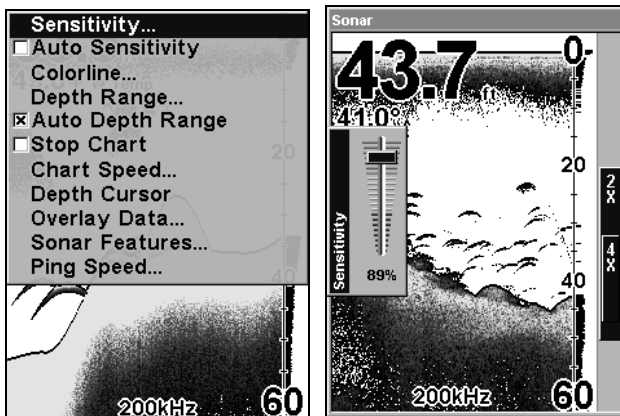 Sensitivity...
Auto Sensitivity
Colorline...
Depth Range...
Auto Depth Range
Stop Chart
Chart Speed...
Depth Cursor
Overlay Data...
Sonar Features...
Ping Speed...
20
40
200kHz
60
Sonar
43.7 ft
41.0°
0
20
40
60
Sensitivity
89%
2X
4X
200kHz